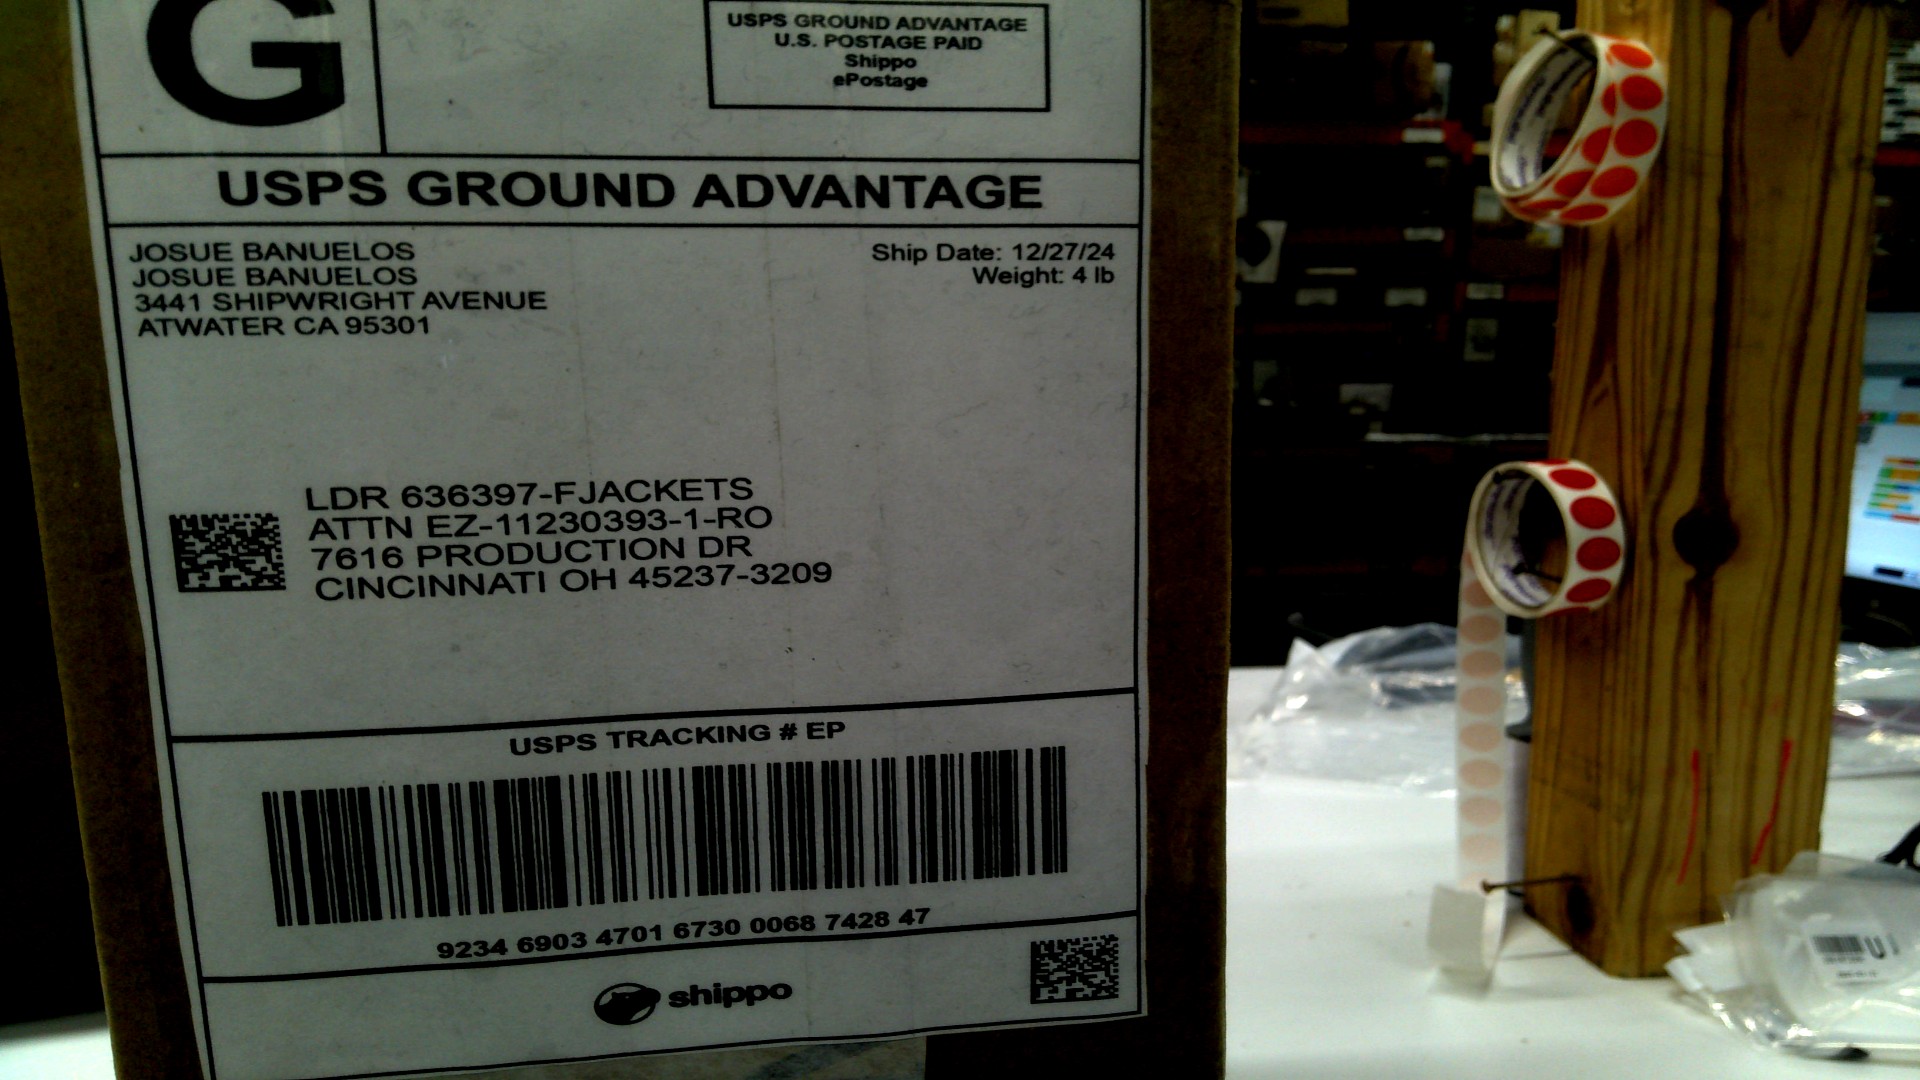 G
USPS GROUND ADVANTAGE
U.S. POSTAGE PAID
Shippo
ePostage
USPS GROUND ADVANTAGE
JOSUE BANUELOS
JOSUE BANUELOS
3441 SHIPWRIGHT AVENUE
ATWATER CA 95301
Ship Date: 12/27/24
Weight: 4 lb
LDR 636397-FJACKETS
ATTN EZ-11230393-1-RO
7616 PRODUCTION DR
CINCINNATI OH 45237-3209
USPS TRACKING # EP
9234 6903 4701 6730 0068 7428 47
shippo